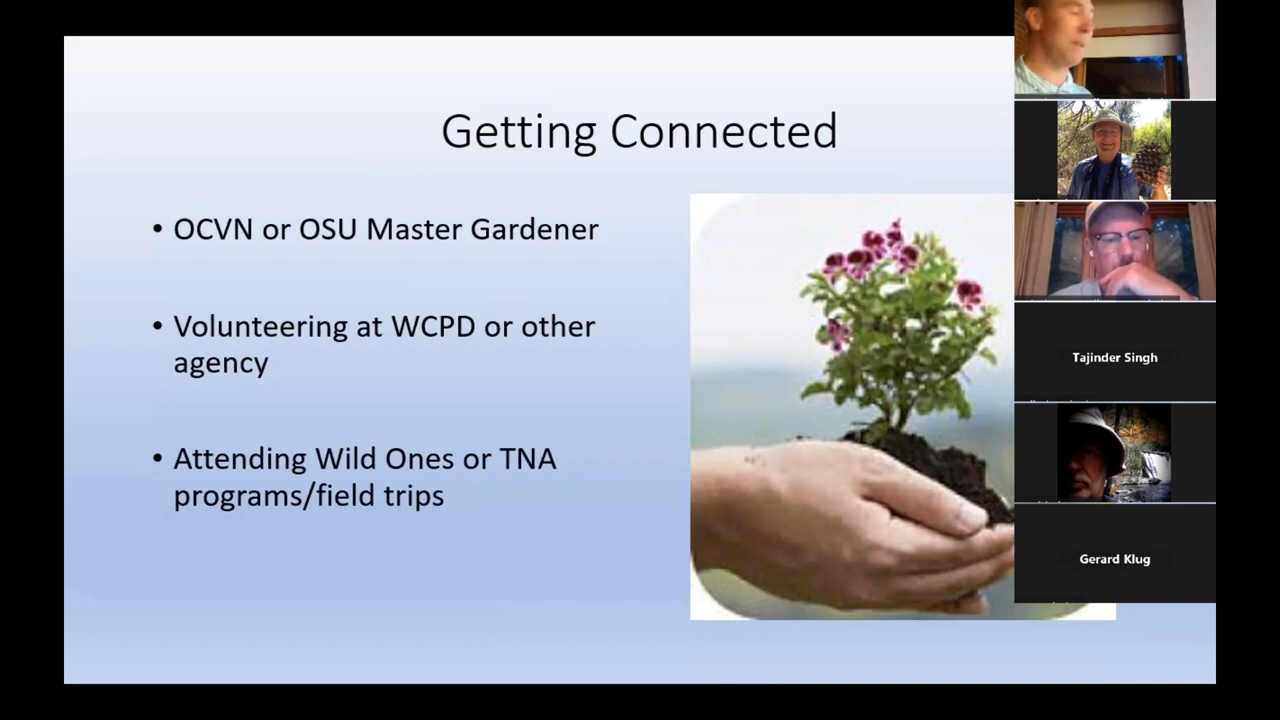 Getting Connected
• OCVN or OSU Master Gardener
• Volunteering at WCPD or other
agency
• Attending Wild Ones or TNA
programs/field trips
Tajinder Singh
Gerard Klug